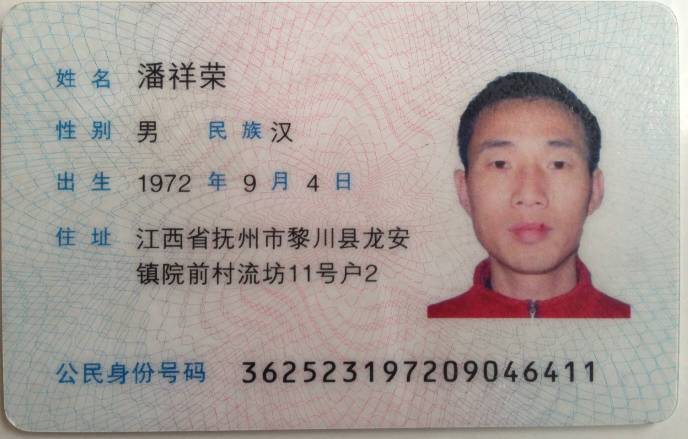 姓名 潘祥荣
性别 男 民族 汉
出生 1972 年 9 月 4 日
住址 江西省抚州市黎川县龙安
镇院前村流坊11号户2
公民身份号码 362523197209046411